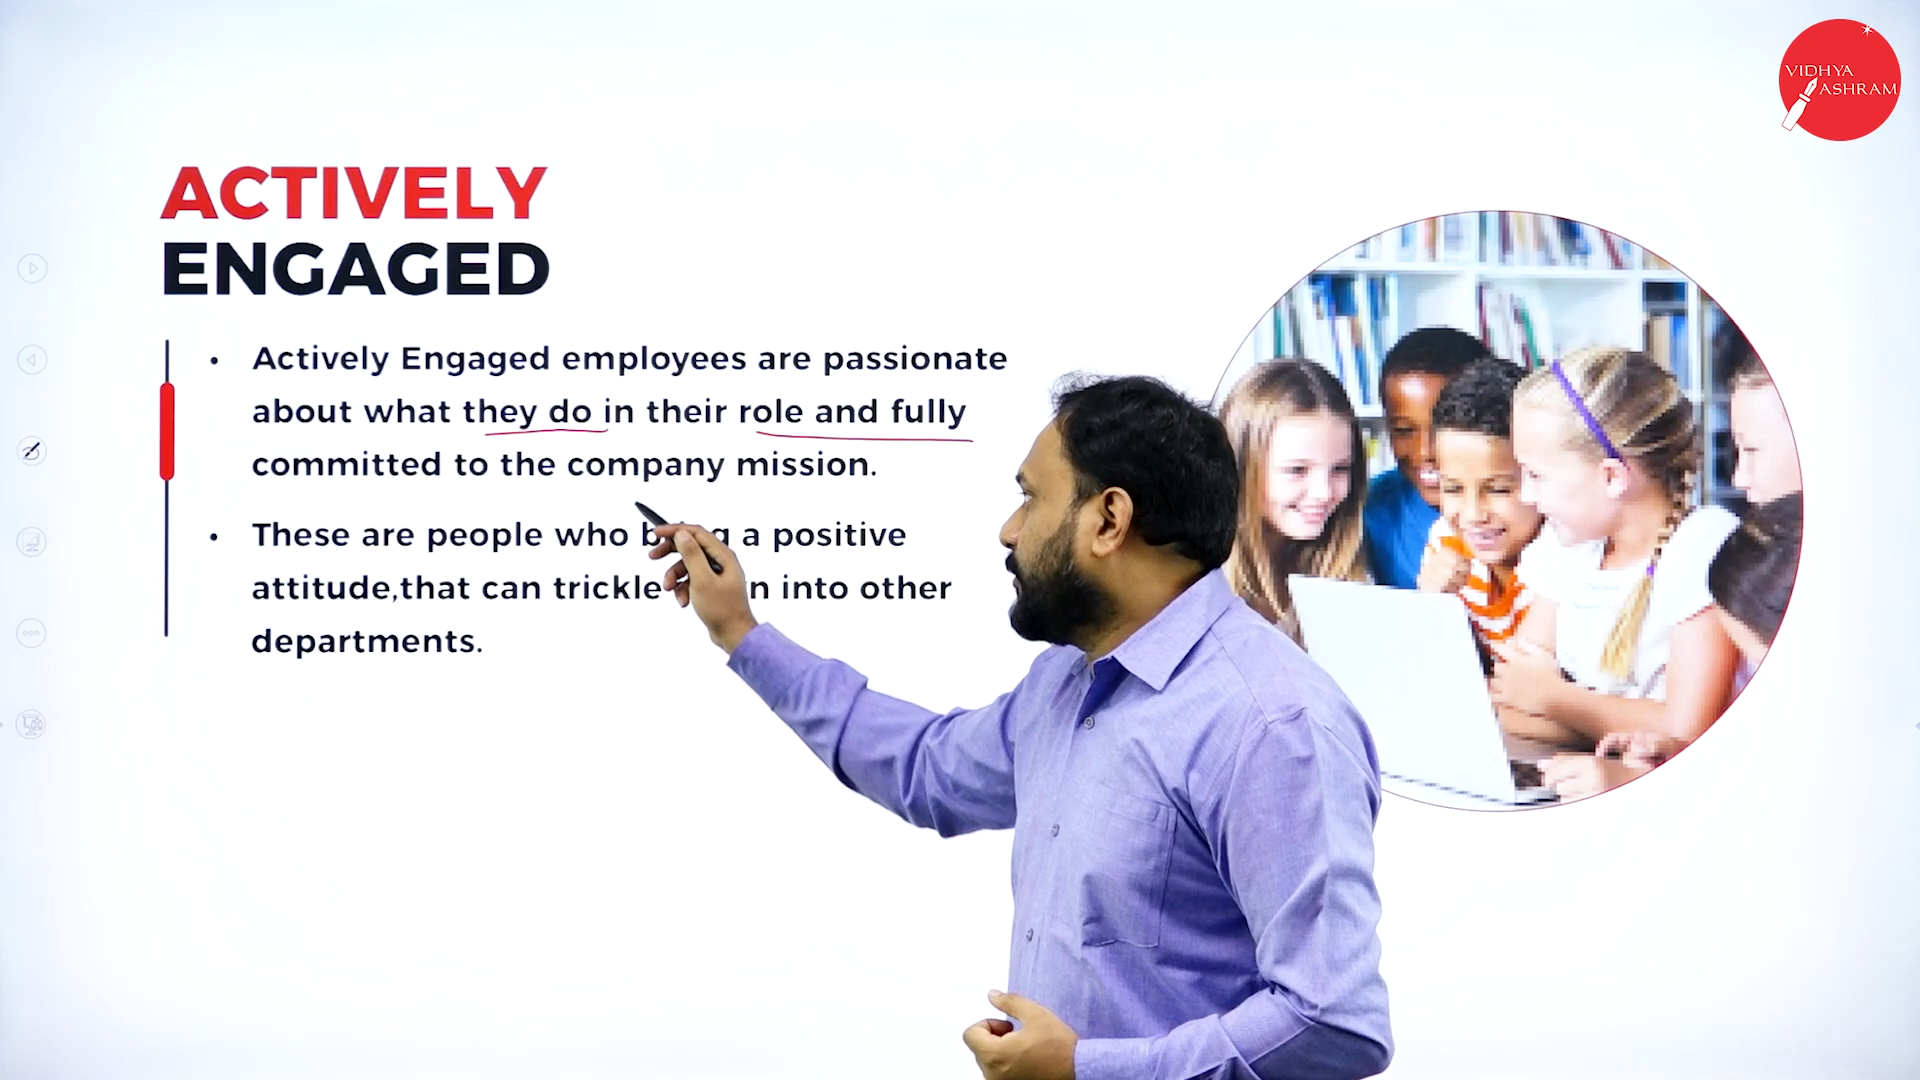 VIDHYA
ASHRAM
ACTIVELY
ENGAGED
• Actively Engaged employees are passionate
about what they do in their role and fully
committed to the company mission.
• These are people who a positive
attitude,that can trickle into other
departments.